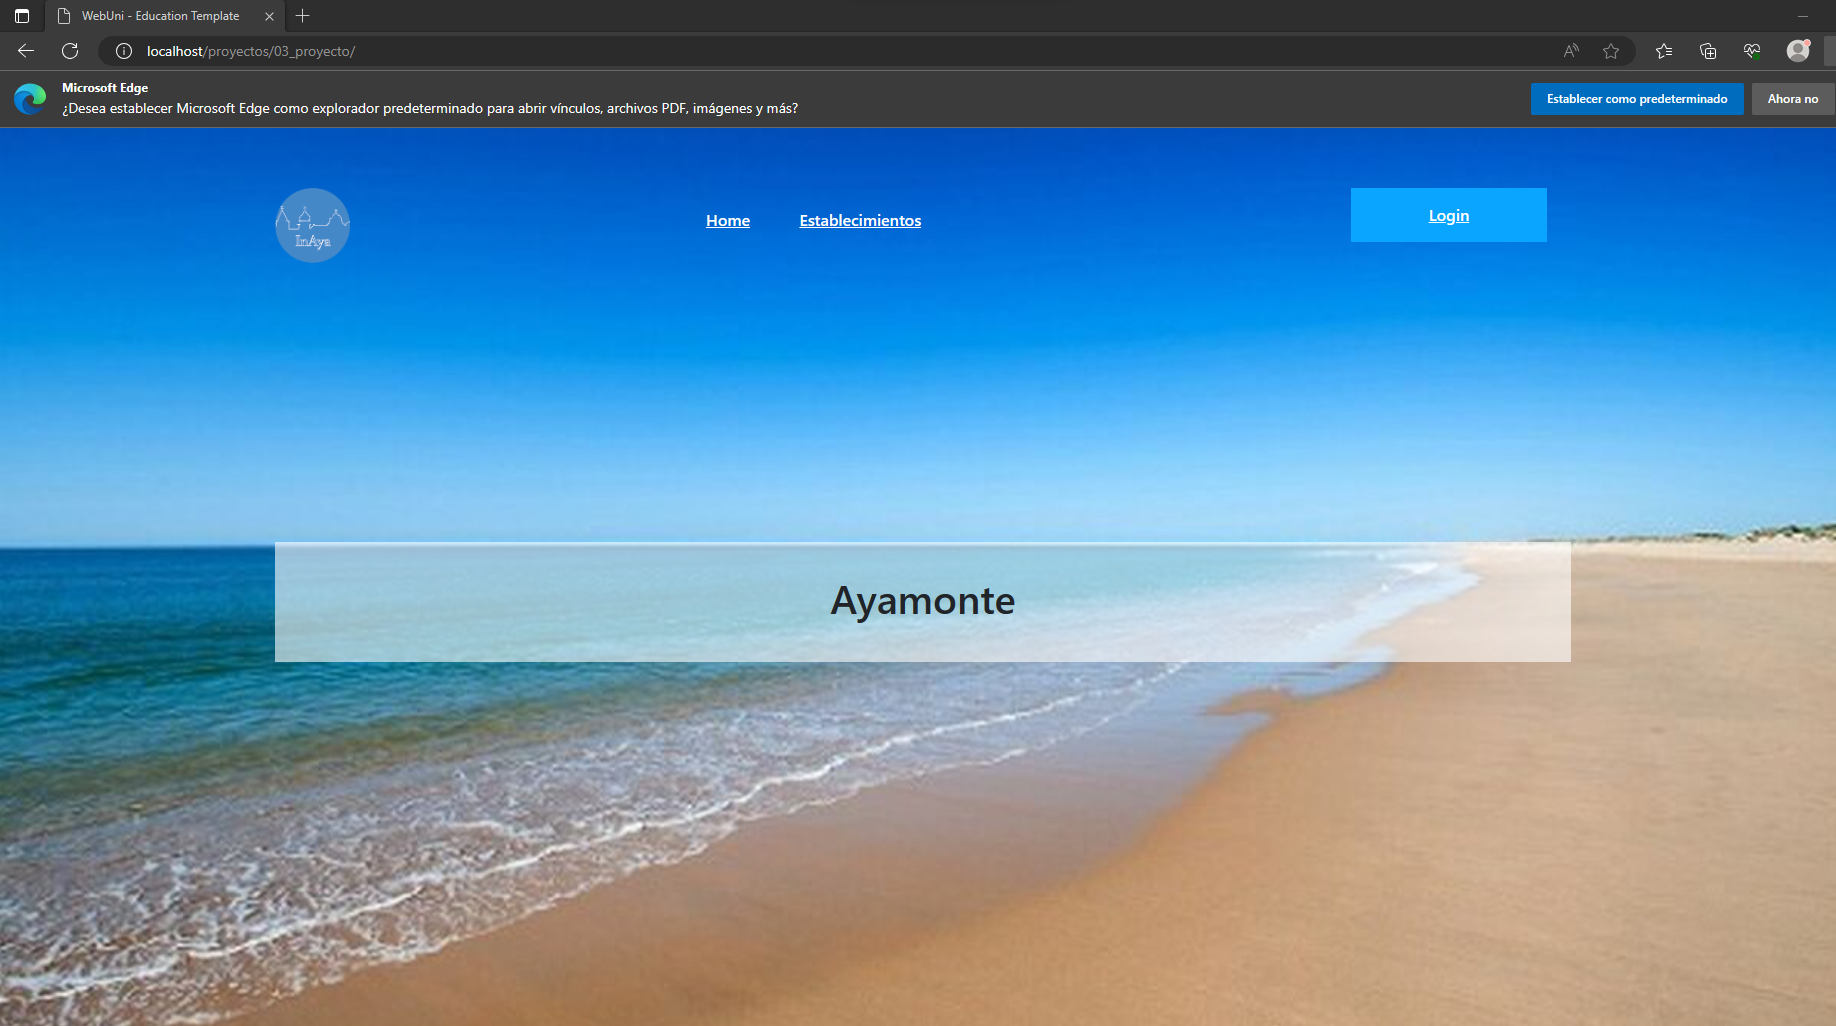 WebUni - Education Template
localhost/proyectos/03_proyecto/
Microsoft Edge
¿Desea establecer Microsoft Edge como explorador predeterminado para abrir vínculos, archivos PDF, imágenes y más?
Establecer como predeterminado
Ahora no
InAya
Home
Establecimientos
Login
Ayamonte